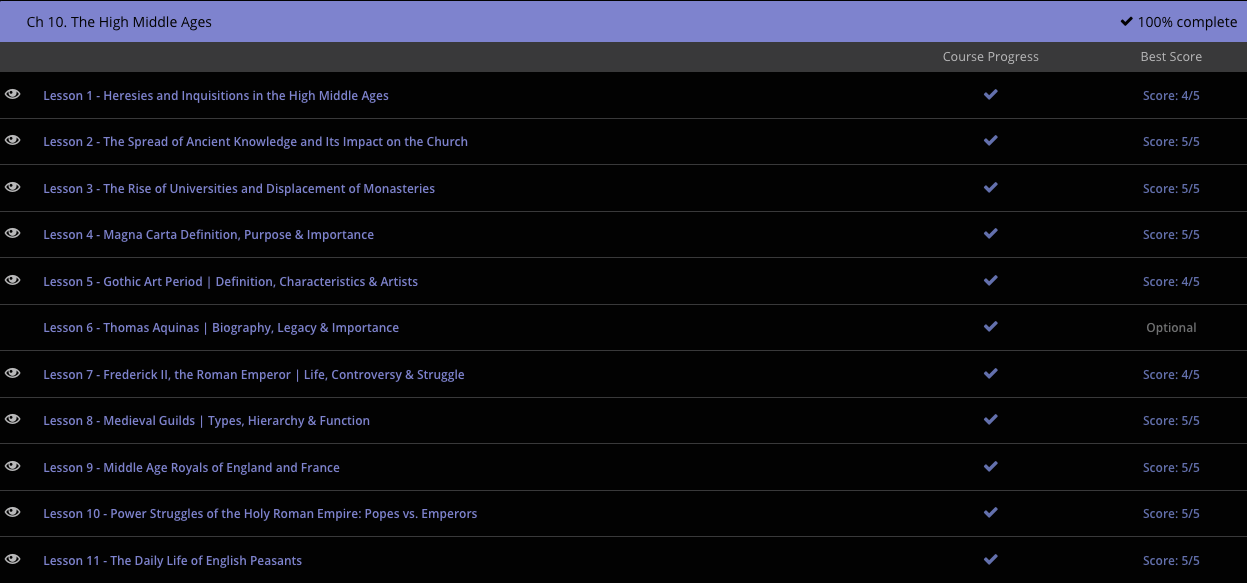 Ch 10. The High Middle Ages 100% complete
Course Progress Best Score
Lesson 1 - Heresies and Inquisitions in the High Middle Ages Score: 4/5
Lesson 2 - The Spread of Ancient Knowledge and Its Impact on the Church Score: 5/5
Lesson 3 - The Rise of Universities and Displacement of Monasteries Score: 5/5
Lesson 4 - Magna Carta Definition, Purpose & Importance Score: 5/5
Lesson 5 - Gothic Art Period | Definition, Characteristics & Artists Score: 4/5
Lesson 6 - Thomas Aquinas | Biography, Legacy & Importance Optional
Lesson 7 - Frederick II, the Roman Emperor | Life, Controversy & Struggle Score: 4/5
Lesson 8 - Medieval Guilds | Types, Hierarchy & Function Score: 5/5
Lesson 9 - Middle Age Royals of England and France Score: 5/5
Lesson 10 - Power Struggles of the Holy Roman Empire: Popes vs. Emperors Score: 5/5
Lesson 11 - The Daily Life of English Peasants Score: 5/5